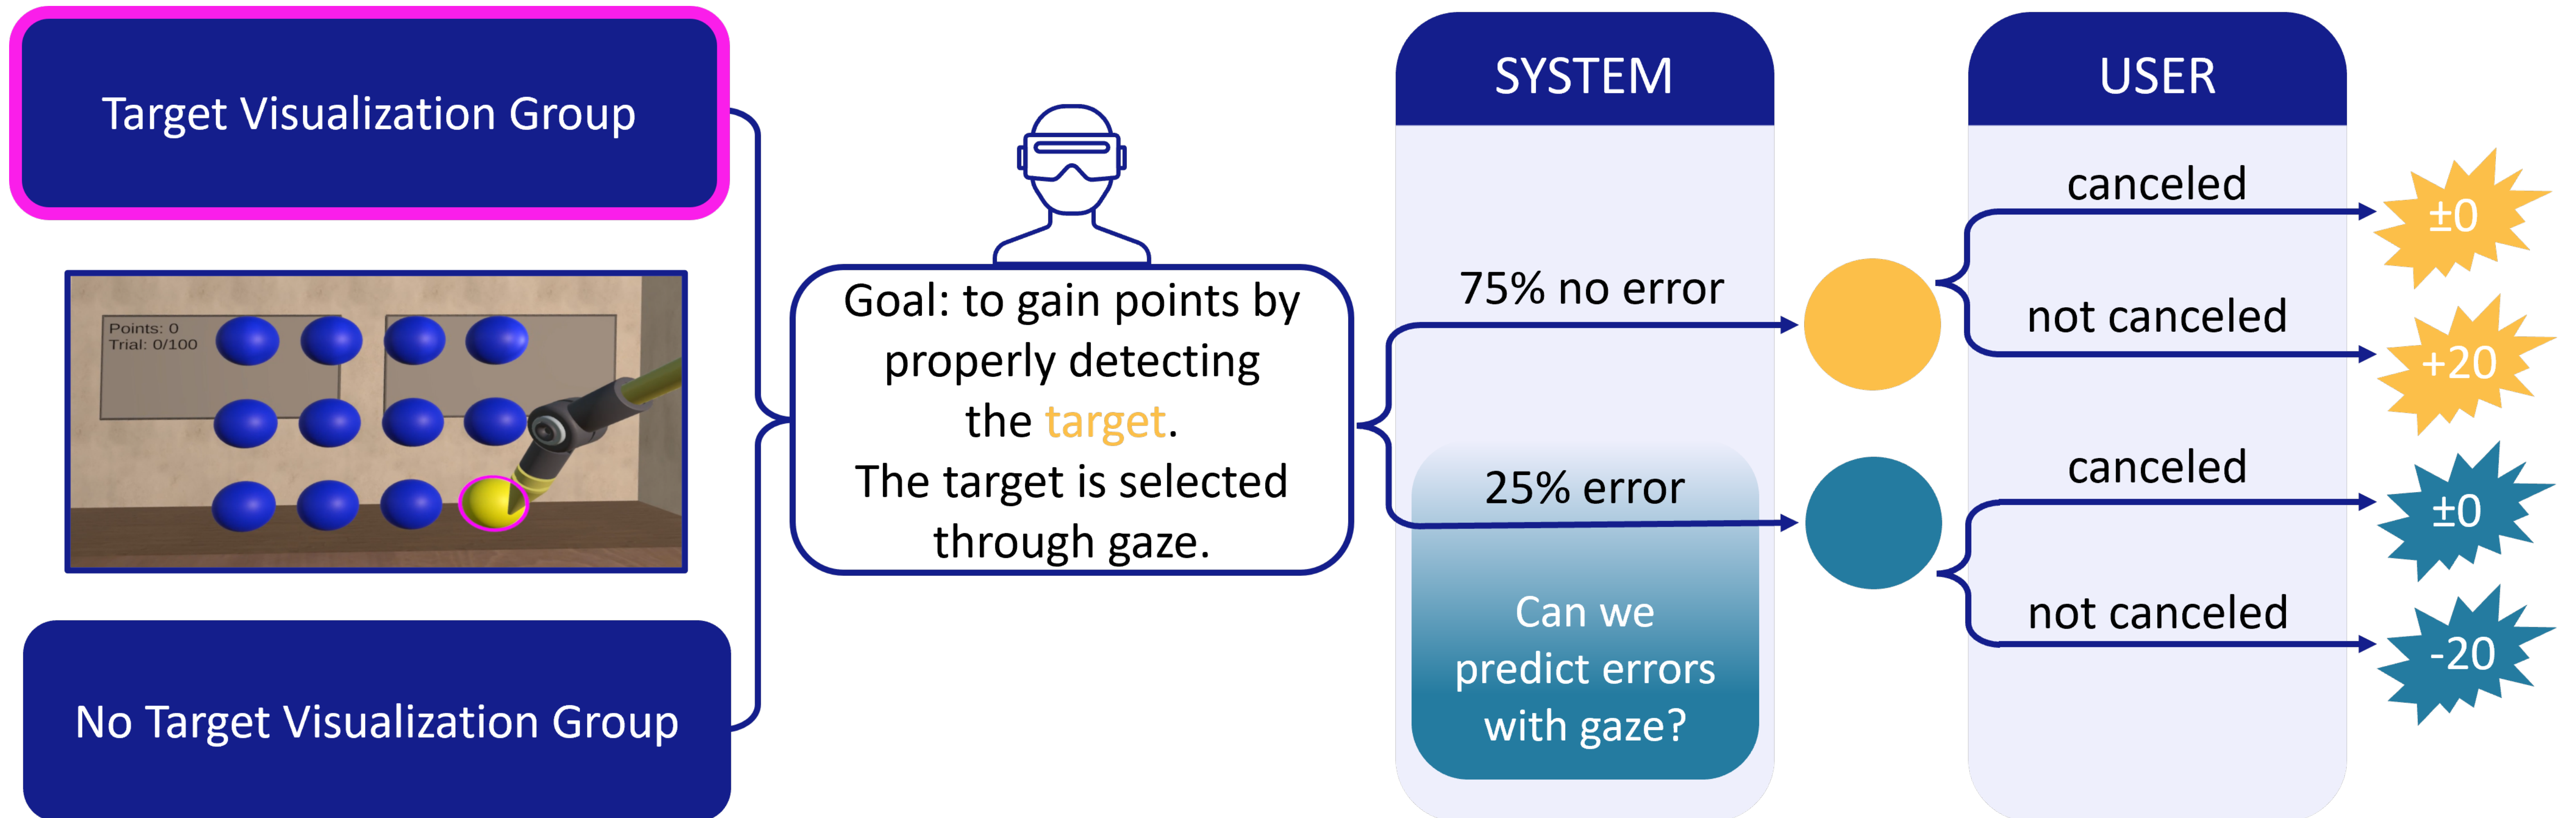 Target Visualization Group
Points: 0
Trial: 0/100
No Target Visualization Group
Goal: to gain points by
properly detecting
the target.
The target is selected
through gaze.
SYSTEM
75% no error
25% error
Can we
predict errors
with gaze?
USER
canceled
±0
not canceled
+20
canceled
±0
not canceled
-20